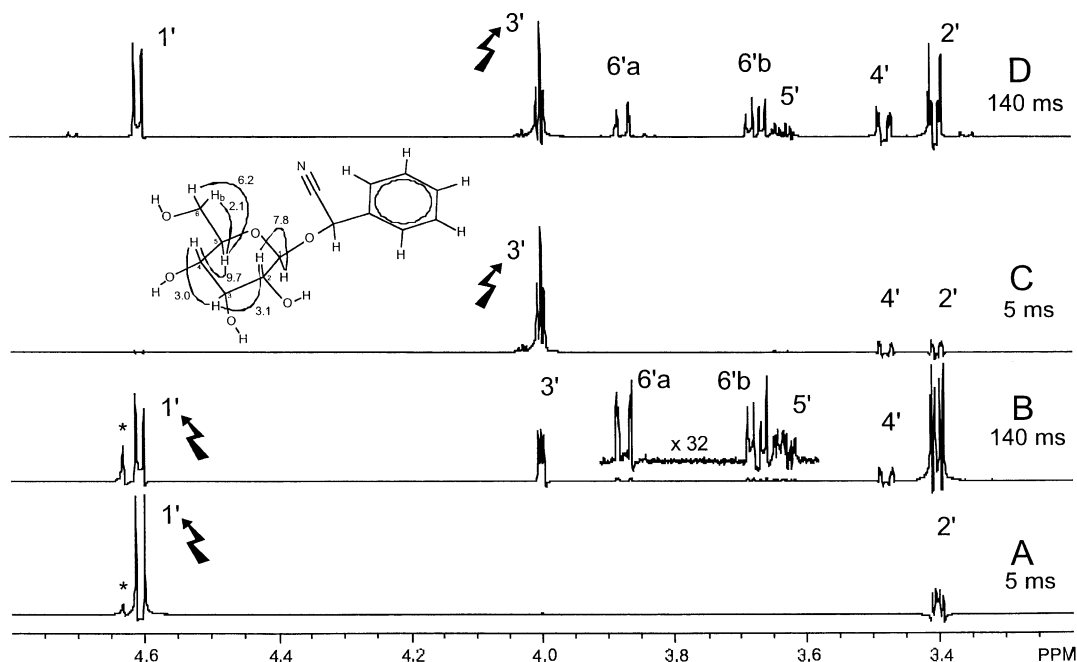 1' 3' 6'a 6'b 5' 4' 2' D
140 ms
N H H H H H
H H Hb 6.2 2.1 7.8
O 6 5 O O H
H 4 H H 1 H
O 9.7 2 H
H 3.0 H 3 3.1 O H
O
H
3' 4' 2' C
5 ms
* 1' 3' 6'a 6'b 5' 4' B
x 32 140 ms
* 1' 2' A
5 ms
4.6 4.4 4.2 4.0 3.8 3.6 3.4 PPM